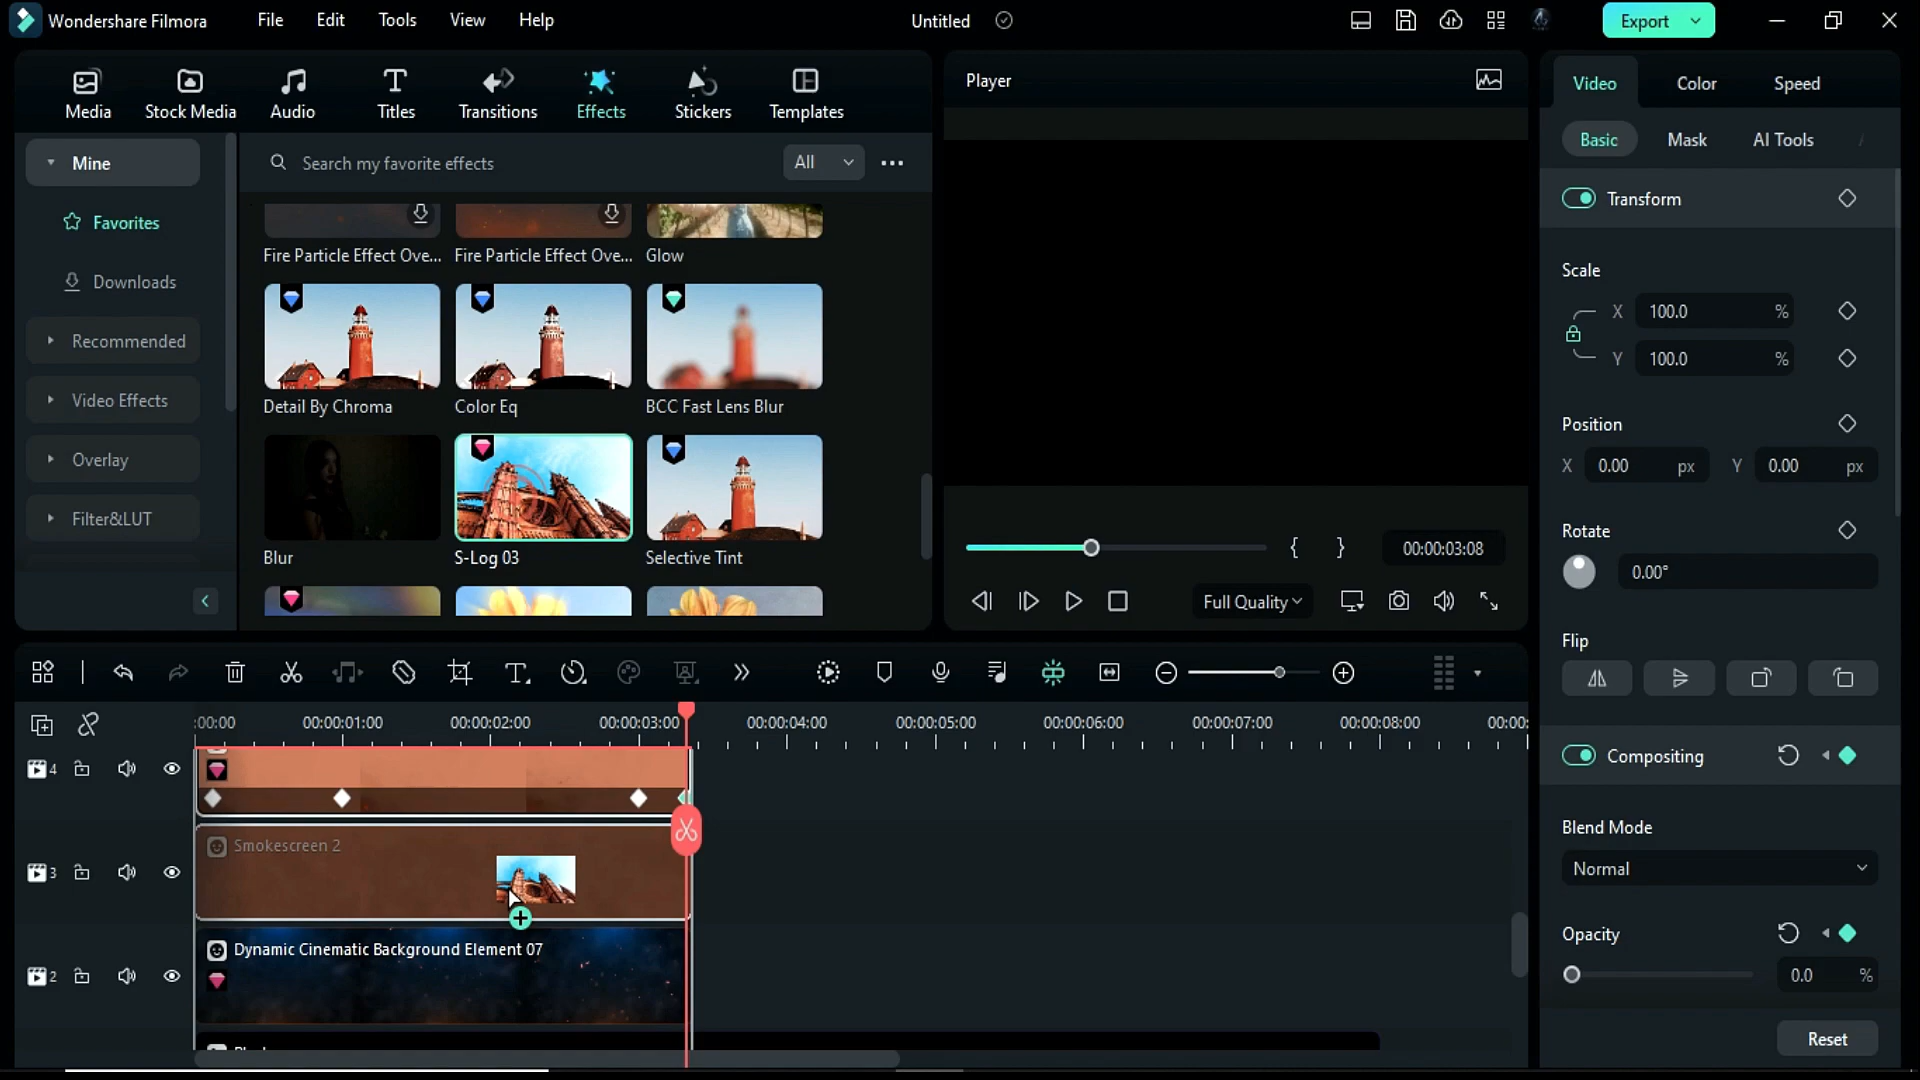 Wondershare Filmora
File
Edit
Tools
View
Help
Untitled
Export
Media
Stock Media
Audio
Titles
Transitions
Effects
Stickers
Templates
Mine
Favorites
Downloads
Recommended
Video Effects
Overlay
Filter&LUT
Search my favorite effects
All
Fire Particle Effect Ove...
Fire Particle Effect Ove...
Glow
Detail By Chroma
Color Eq
BCC Fast Lens Blur
Blur
S-Log 03
Selective Tint
Player
00:00:03:08
Full Quality
Video
Color
Speed
Basic
Mask
AI Tools
Transform
Scale
X 100.0 %
Y 100.0 %
Position
X 0.00 px Y 0.00 px
Rotate
0.00°
Flip
Compositing
Blend Mode
Normal
Opacity
0.0 %
Reset
:00:00 00:00:01:00 00:00:02:00 00:00:03:00 00:00:04:00 00:00:05:00 00:00:06:00 00:00:07:00 00:00:08:00 00:00:
4
3
Smokescreen 2
2
Dynamic Cinematic Background Element 07